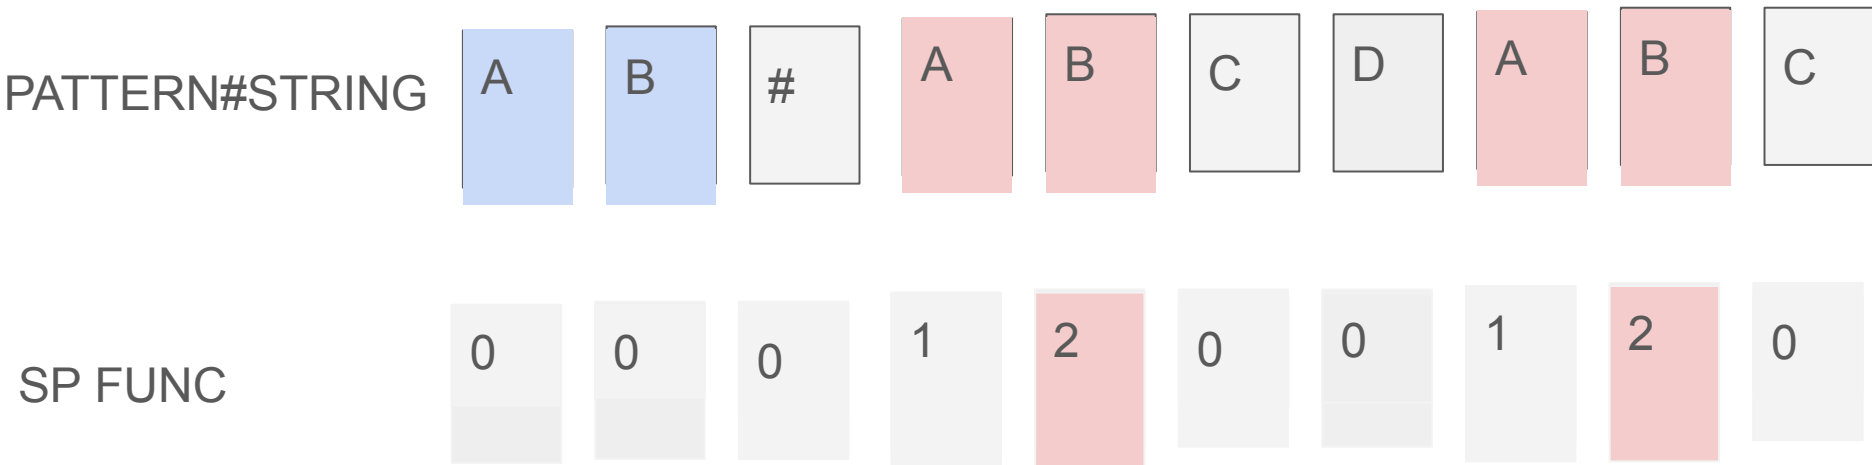 PATTERN#STRING A B # A B C D A B C
SP FUNC 0 0 0 1 2 0 0 1 2 0